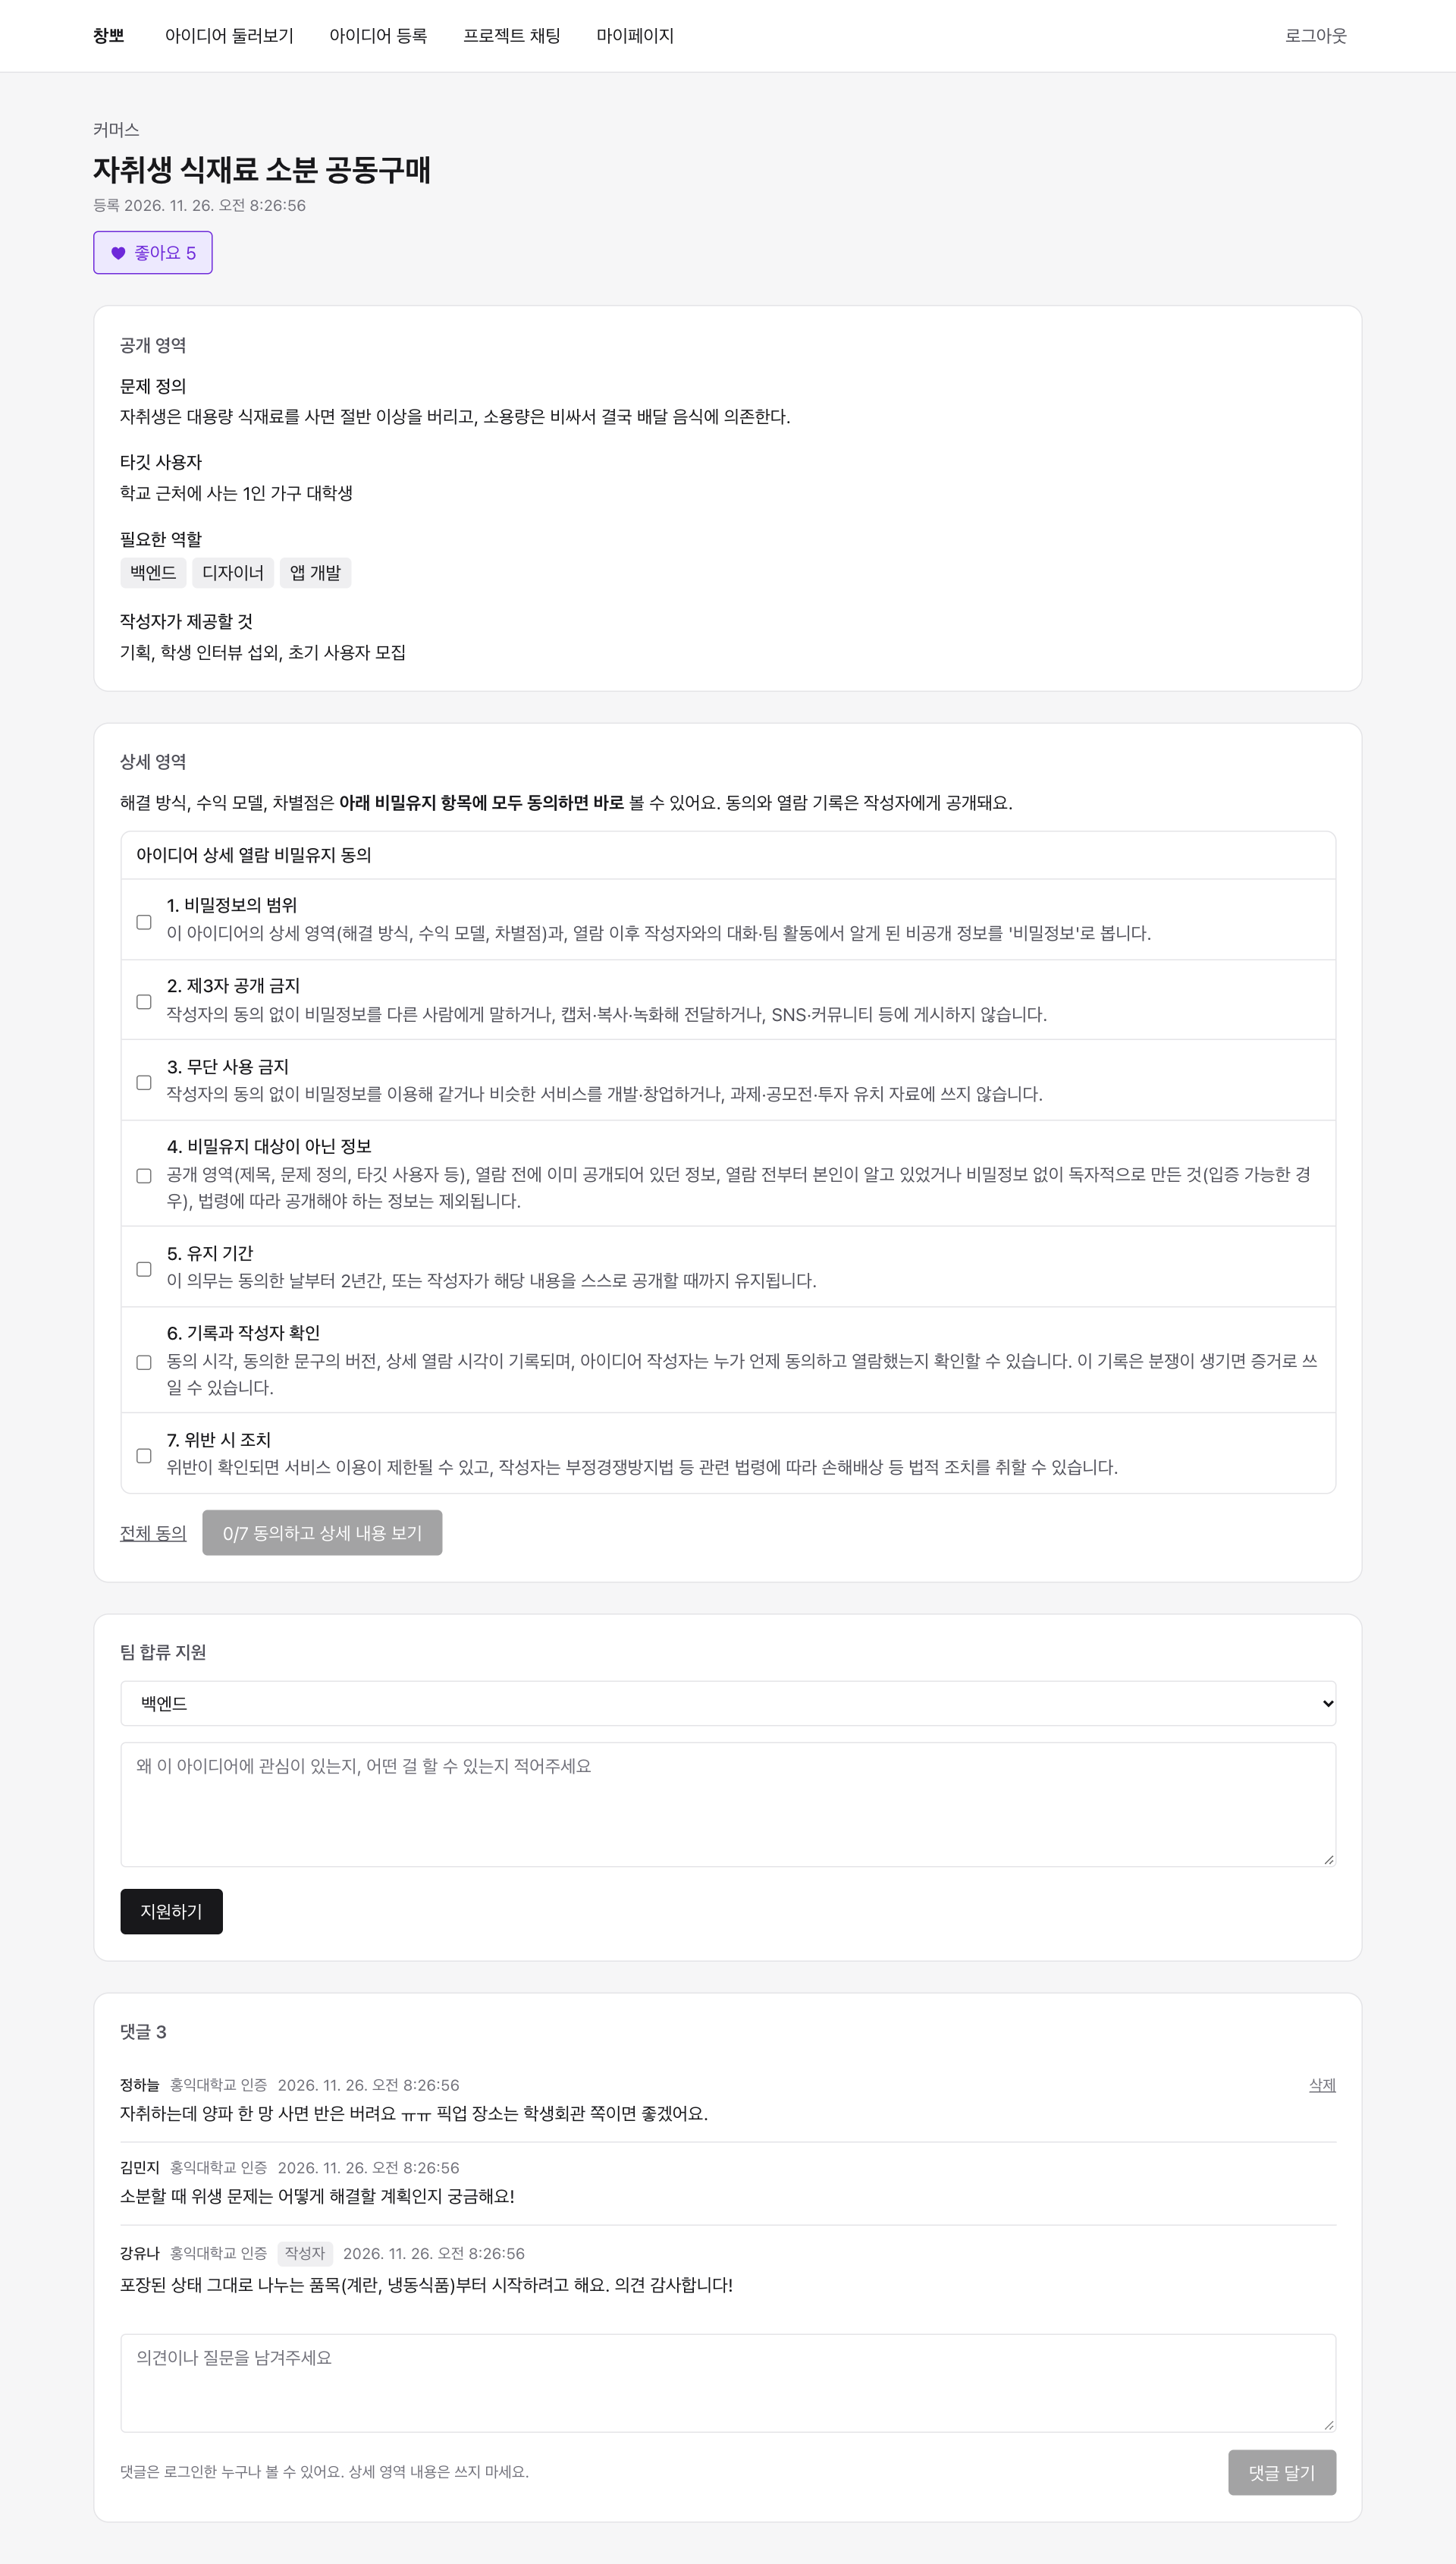 창뽀 아이디어 둘러보기 아이디어 등록 프로젝트 채팅 마이페이지 로그아웃
커머스
자취생 식재료 소분 공동구매
등록 2026. 11. 26. 오전 8:26:56
♥ 좋아요 5
공개 영역
문제 정의
자취생은 대용량 식재료를 사면 절반 이상을 버리고, 소용량은 비싸서 결국 배달 음식에 의존한다.
타깃 사용자
학교 근처에 사는 1인 가구 대학생
필요한 역할
백엔드 디자이너 앱 개발
작성자가 제공할 것
기획, 학생 인터뷰 섭외, 초기 사용자 모집
상세 영역
해결 방식, 수익 모델, 차별점은 아래 비밀유지 항목에 모두 동의하면 바로 볼 수 있어요. 동의와 열람 기록은 작성자에게 공개돼요.
아이디어 상세 열람 비밀유지 동의
1. 비밀정보의 범위
이 아이디어의 상세 영역(해결 방식, 수익 모델, 차별점)과, 열람 이후 작성자와의 대화·팀 활동에서 알게 된 비공개 정보를 '비밀정보'로 봅니다.
2. 제3자 공개 금지
작성자의 동의 없이 비밀정보를 다른 사람에게 말하거나, 캡처·복사·녹화해 전달하거나, SNS·커뮤니티 등에 게시하지 않습니다.
3. 무단 사용 금지
작성자의 동의 없이 비밀정보를 이용해 같거나 비슷한 서비스를 개발·창업하거나, 과제·공모전·투자 유치 자료에 쓰지 않습니다.
4. 비밀유지 대상이 아닌 정보
공개 영역(제목, 문제 정의, 타깃 사용자 등), 열람 전에 이미 공개되어 있던 정보, 열람 전부터 본인이 알고 있었거나 비밀정보 없이 독자적으로 만든 것(입증 가능한 경
우), 법령에 따라 공개해야 하는 정보는 제외됩니다.
5. 유지 기간
이 의무는 동의한 날부터 2년간, 또는 작성자가 해당 내용을 스스로 공개할 때까지 유지됩니다.
6. 기록과 작성자 확인
동의 시각, 동의한 문구의 버전, 상세 열람 시각이 기록되며, 아이디어 작성자는 누가 언제 동의하고 열람했는지 확인할 수 있습니다. 이 기록은 분쟁이 생기면 증거로 쓰
일 수 있습니다.
7. 위반 시 조치
위반이 확인되면 서비스 이용이 제한될 수 있고, 작성자는 부정경쟁방지법 등 관련 법령에 따라 손해배상 등 법적 조치를 취할 수 있습니다.
전체 동의 0/7 동의하고 상세 내용 보기
팀 합류 지원
백엔드
왜 이 아이디어에 관심이 있는지, 어떤 걸 할 수 있는지 적어주세요
지원하기
댓글 3
정하늘 홍익대학교 인증 2026. 11. 26. 오전 8:26:56 삭제
자취하는데 양파 한 망 사면 반은 버려요 ㅠㅠ 픽업 장소는 학생회관 쪽이면 좋겠어요.
김민지 홍익대학교 인증 2026. 11. 26. 오전 8:26:56
소분할 때 위생 문제는 어떻게 해결할 계획인지 궁금해요!
강유나 홍익대학교 인증 작성자 2026. 11. 26. 오전 8:26:56
포장된 상태 그대로 나누는 품목(계란, 냉동식품)부터 시작하려고 해요. 의견 감사합니다!
의견이나 질문을 남겨주세요
댓글은 로그인한 누구나 볼 수 있어요. 상세 영역 내용은 쓰지 마세요. 댓글 달기